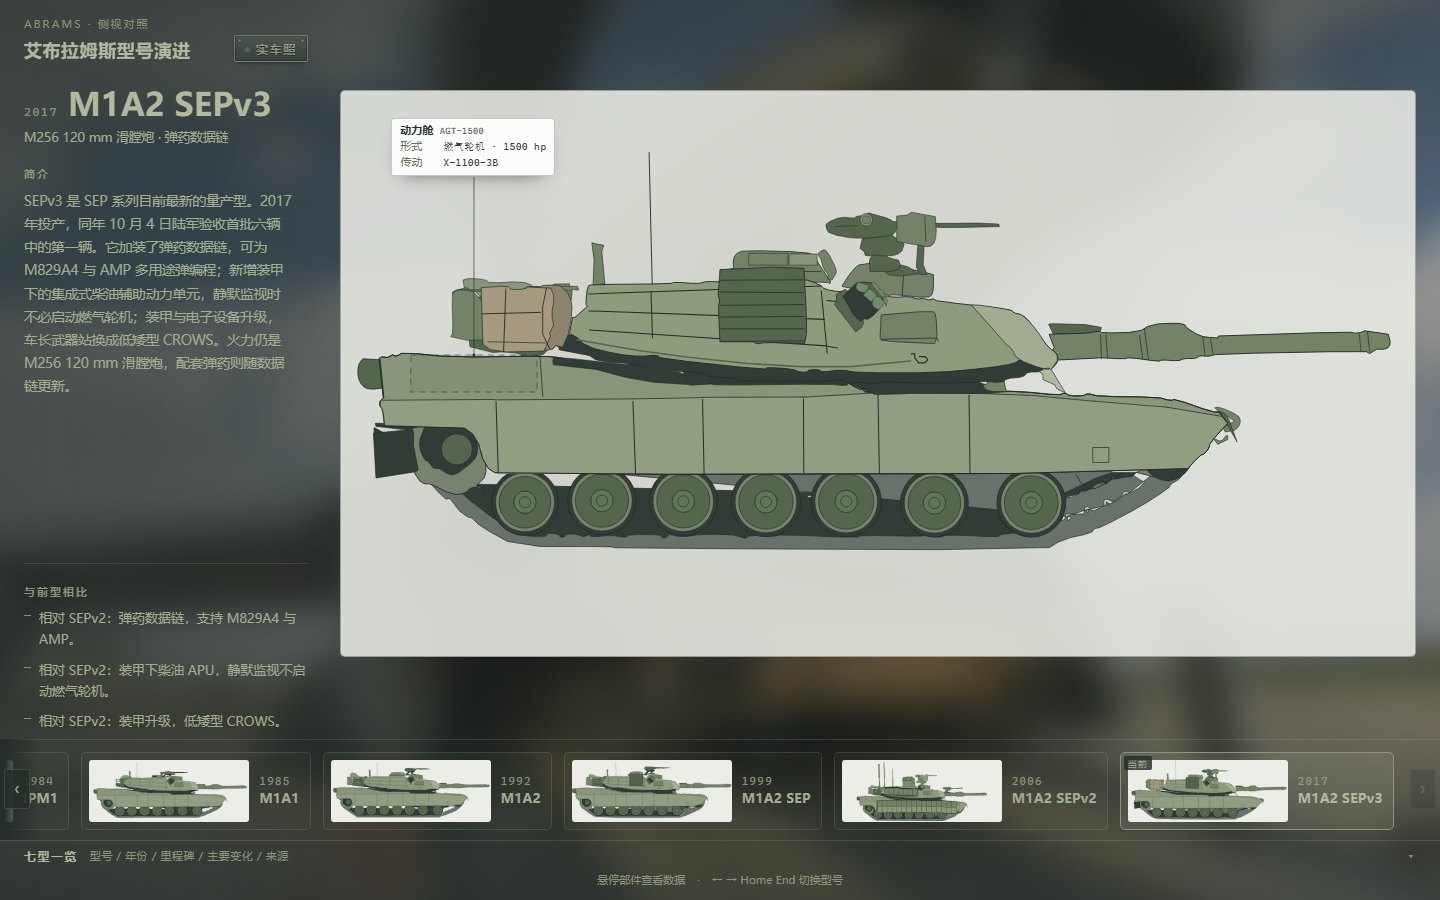 ABRAMS · 侧视对照
艾布拉姆斯型号演进
实车照
2017 M1A2 SEPv3
M256 120 mm 滑膛炮 · 弹药数据链
简介
SEPv3 是 SEP 系列目前最新的量产型。2017
年投产，同年 10 月 4 日陆军验收首批六辆
中的第一辆。它加装了弹药数据链，可为
M829A4 与 AMP 多用途弹编程；新增装甲
下的集成式柴油辅助动力单元，静默监视时
不必启动燃气轮机；装甲与电子设备升级，
车长武器站换成低矮型 CROWS。火力仍是
M256 120 mm 滑膛炮，配套弹药则随数据
链更新。
与前型相比
– 相对 SEPv2：弹药数据链，支持 M829A4 与
AMP。
– 相对 SEPv2：装甲下柴油 APU，静默监视不启
动燃气轮机。
– 相对 SEPv2：装甲升级，低矮型 CROWS。
动力舱 AGT-1500
形式 燃气轮机 · 1500 hp
传动 X-1100-3B
‹
984
PM1
1985
M1A1
1992
M1A2
1999
M1A2 SEP
2006
M1A2 SEPv2
当前
2017
M1A2 SEPv3
›
七型一览 型号 / 年份 / 里程碑 / 主要变化 / 来源
悬停部件查看数据 · ←→ Home End 切换型号